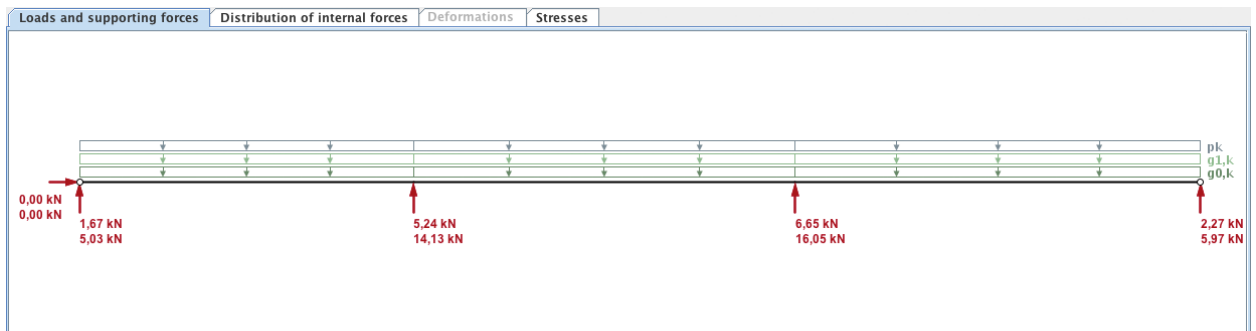 Loads and supporting forces
Distribution of internal forces
Deformations
Stresses
pk
g1,k
g0,k
0,00 kN
0,00 kN
1,67 kN
5,03 kN
5,24 kN
14,13 kN
6,65 kN
16,05 kN
2,27 kN
5,97 kN